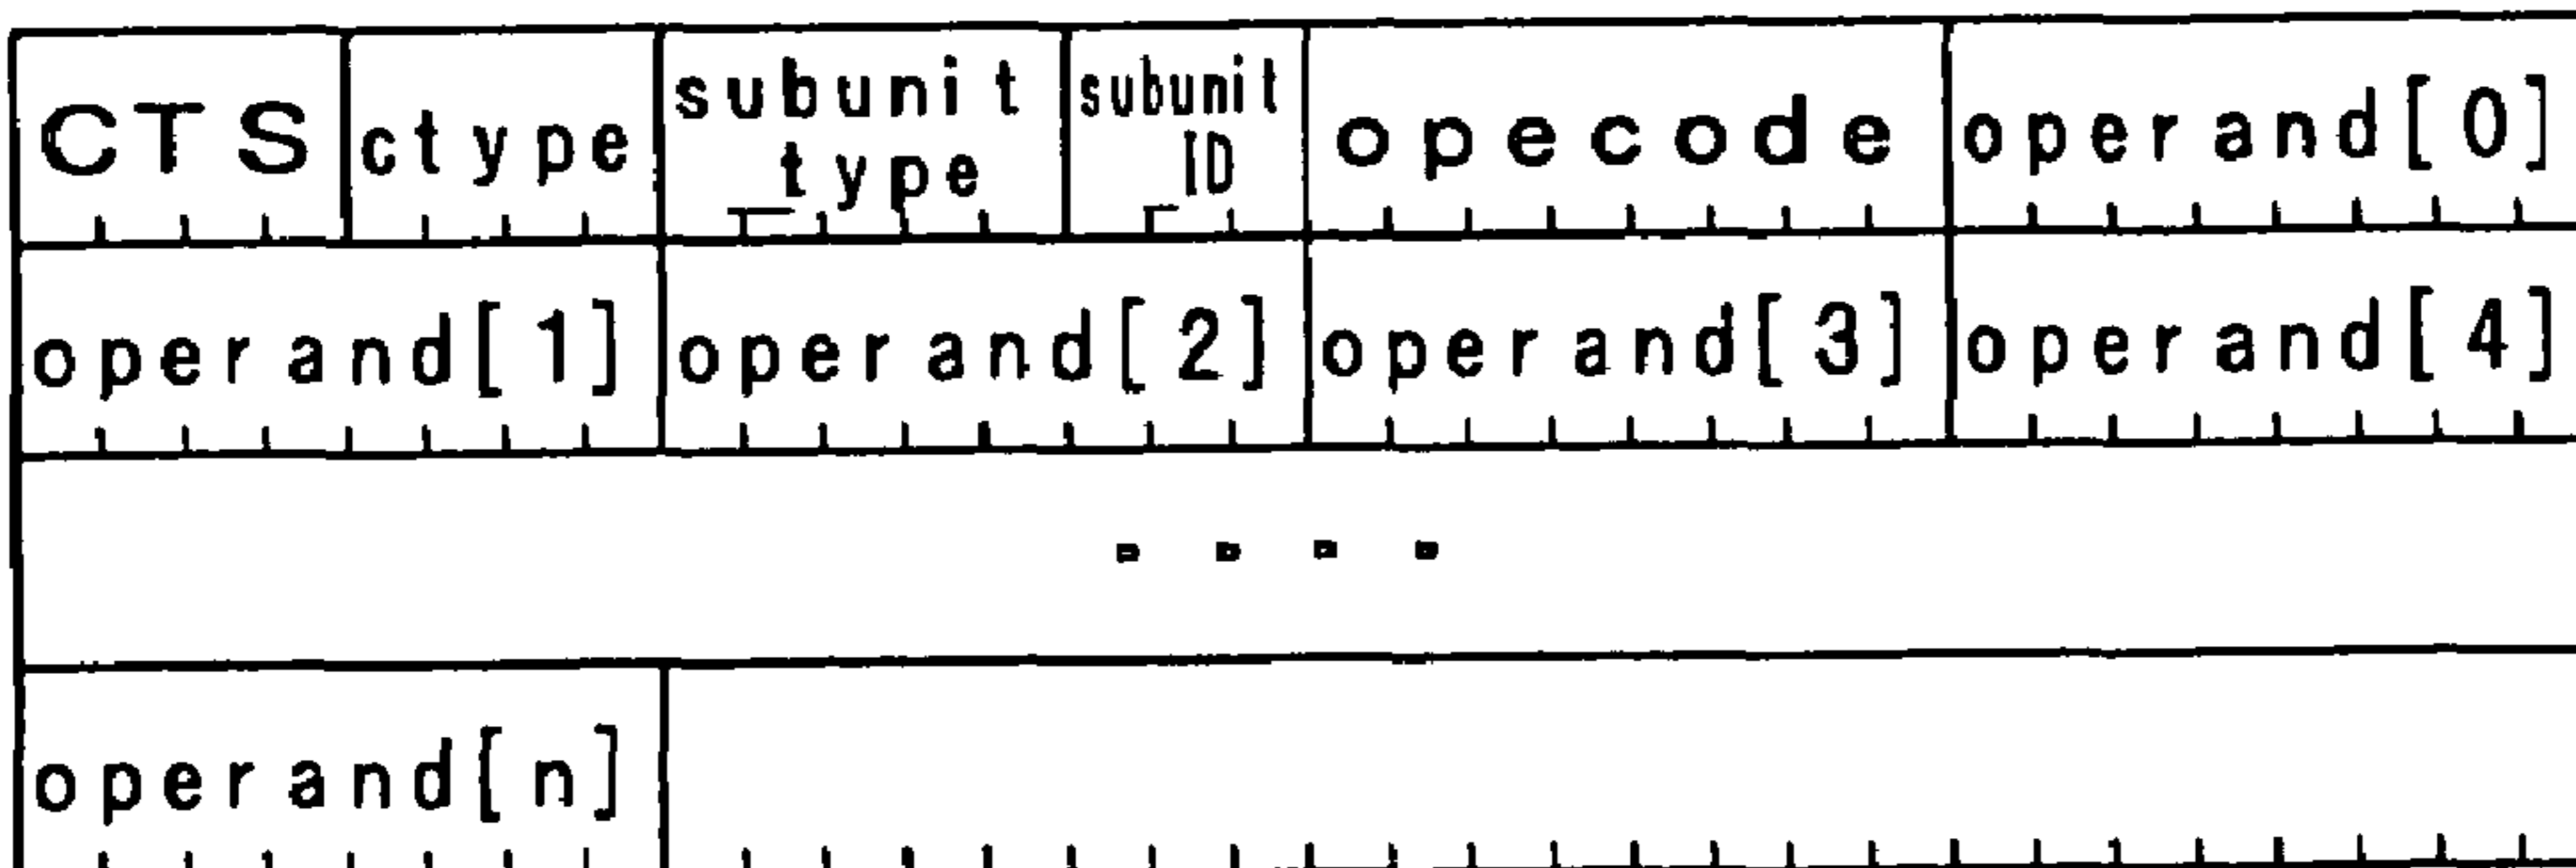 CTS ctype subunit_type subunit_ID opecode operand[0]
operand[1] operand[2] operand[3] operand[4]
....
operand[n]